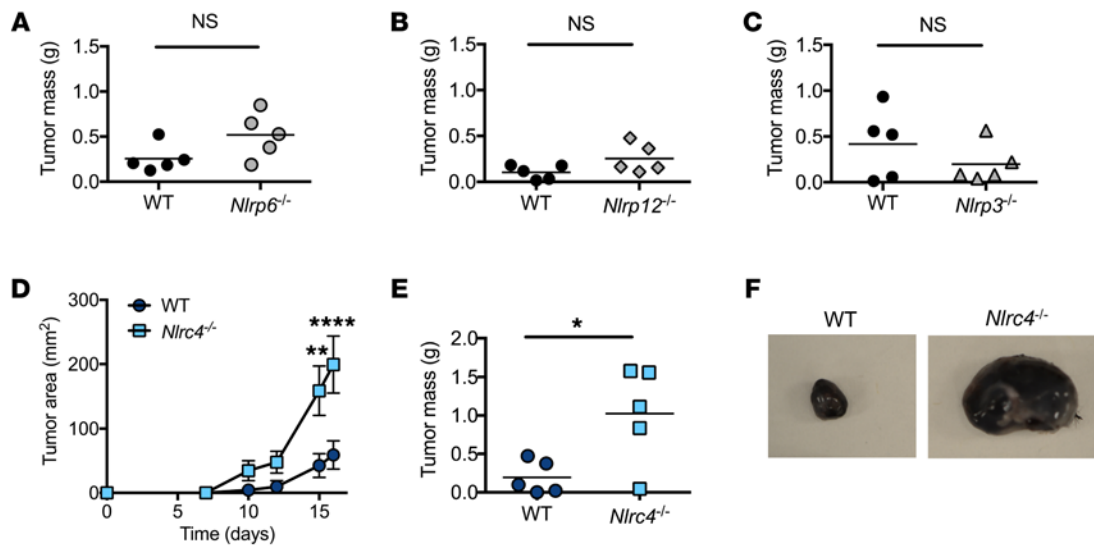 A
NS
Tumor mass (g)
1.5
1.0
0.5
0.0
WT
Nlrp6-/-
B
NS
Tumor mass (g)
1.5
1.0
0.5
0.0
WT
Nlrp12-/-
C
NS
Tumor mass (g)
1.5
1.0
0.5
0.0
WT
Nlrp3-/-
D
WT
Nlrc4-/-
Tumor area (mm²)
300
200
100
0
****
**
0
5
10
15
Time (days)
E
*
Tumor mass (g)
2.0
1.5
1.0
0.5
0.0
WT
Nlrc4-/-
F
WT
Nlrc4-/-